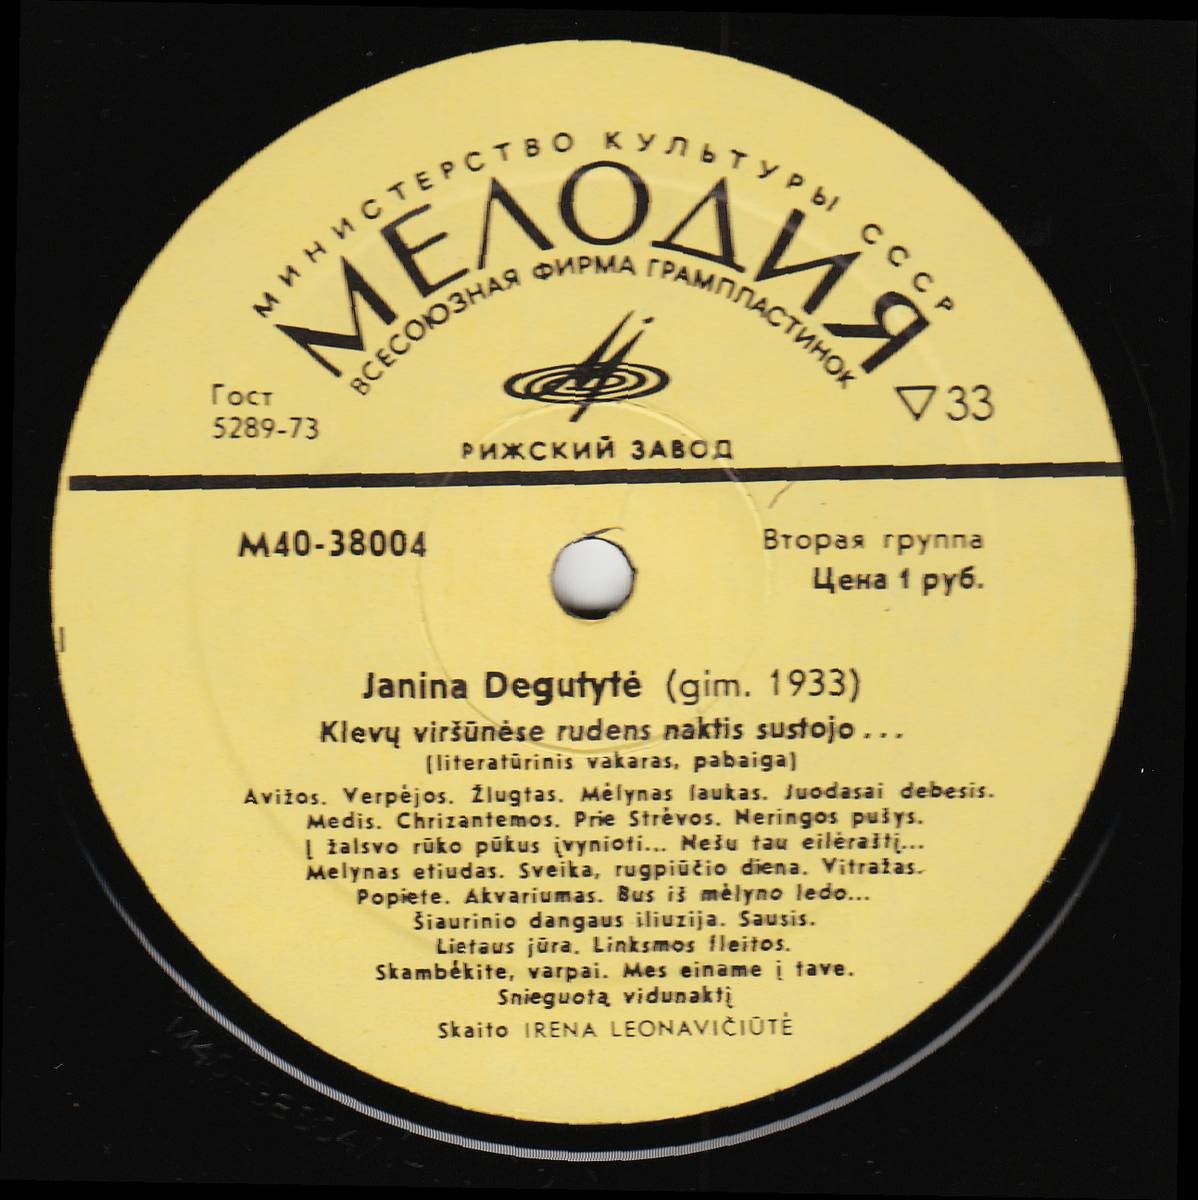 МИНИСТЕРСТВО КУЛЬТУРЫ СССР
МЕЛОДИЯ
ВСЕСОЮЗНАЯ ФИРМА ГРАМПЛАСТИНОК
Гост
5289-73
▽33
РИЖСКИЙ ЗАВОД
М40-38004
Вторая группа
Цена 1 руб.
Janina Degutytė (gim. 1933)
Klevų viršūnėse rudens naktis sustojo...
(literatūrinis vakaras, pabaiga)
Avižos. Verpėjos. Žlugtas. Mėlynas laukas. Juodasai debesis.
Medis. Chrizantemos. Prie Strėvos. Neringos pušys.
Į žalsvo rūko pūkus įvynioti... Nešu tau eilėraštį...
Melynas etiudas. Sveika, rugpiūčio diena. Vitražas.
Popiete. Akvariumas. Bus iš mėlyno ledo...
Šiaurinio dangaus iliuzija. Sausis.
Lietaus jūra. Linksmos fleitos.
Skambėkite, varpai. Mes einame į tave.
Snieguotą vidunaktį
Skaito IRENA LEONAVIČIŪTĖ